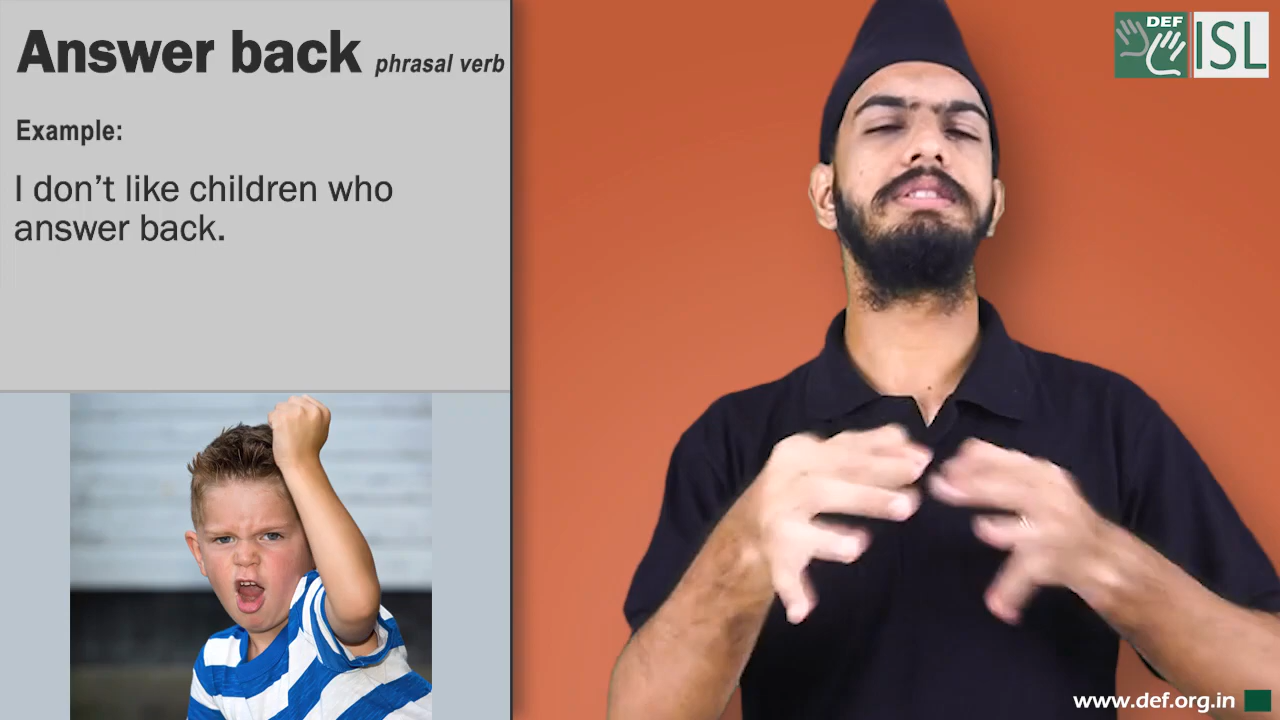 Answer back phrasal verb
Example:
I don't like children who
answer back.
DEF
ISL
www.def.org.in